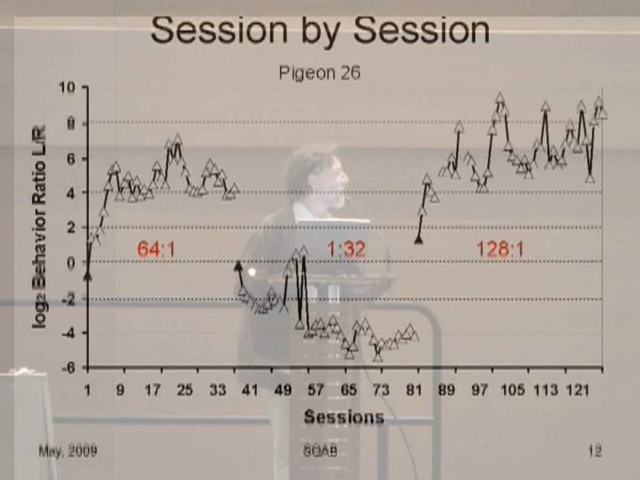 Session by Session
Pigeon 26
log2 Behavior Ratio L/R
10
8
6
4
2
0
-2
-4
-6
64:1
1:32
128:1
1 9 17 25 33 41 49 57 65 73 81 89 97 105 113 121
Sessions
May, 2009
SQAB
12